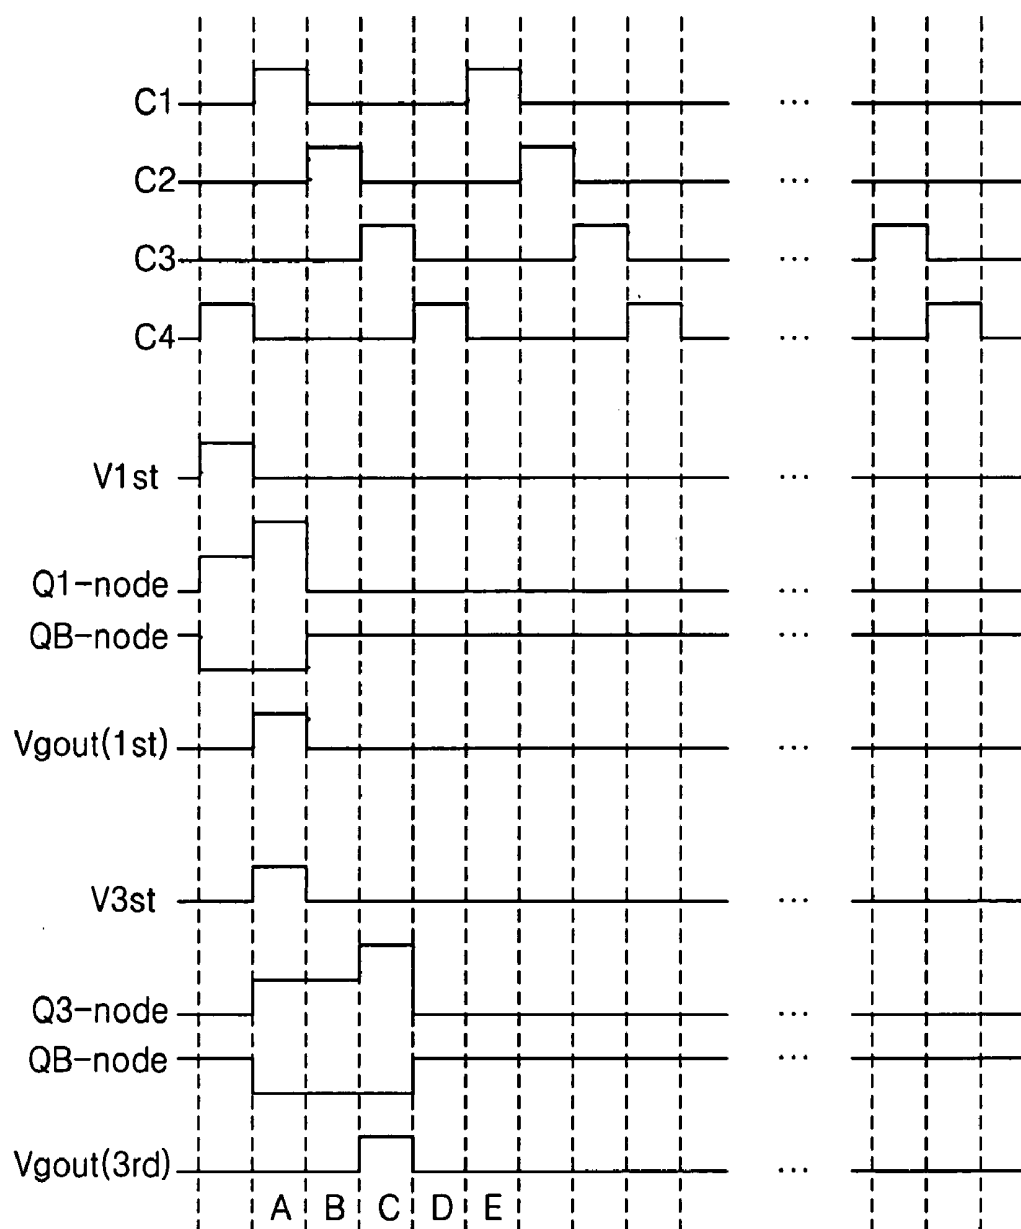 C1 ...
C2 ...
C3 ...
C4 ...
V1st ...
Q1-node ...
QB-node ...
Vgout(1st) ...
V3st ...
Q3-node ...
QB-node ...
Vgout(3rd) ...
A B C D E